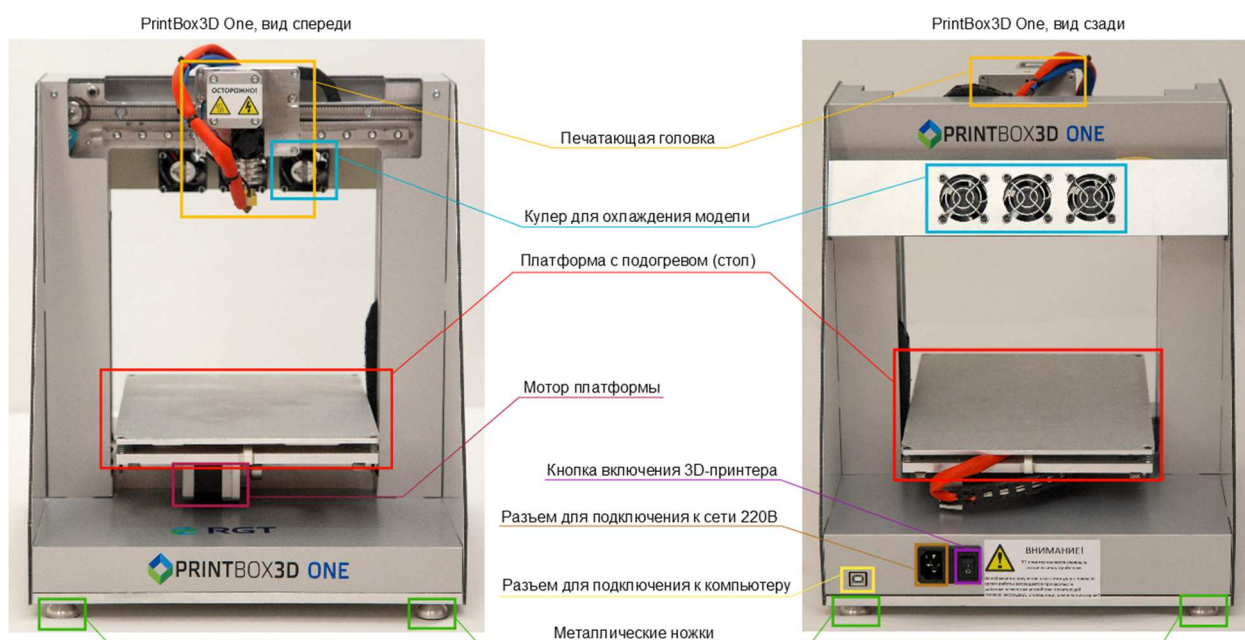 PrintBox3D One, вид спереди
PrintBox3D One, вид сзади
ОСТОРОЖНО!
Печатающая головка
PRINTBOX3D ONE
Кулер для охлаждения модели
Платформа с подогревом (стол)
Мотор платформы
Кнопка включения 3D-принтера
Разъем для подключения к сети 220В
RGT
ВНИМАНИЕ!
PRINTBOX3D ONE
Разъем для подключения к компьютеру
Металлические ножки